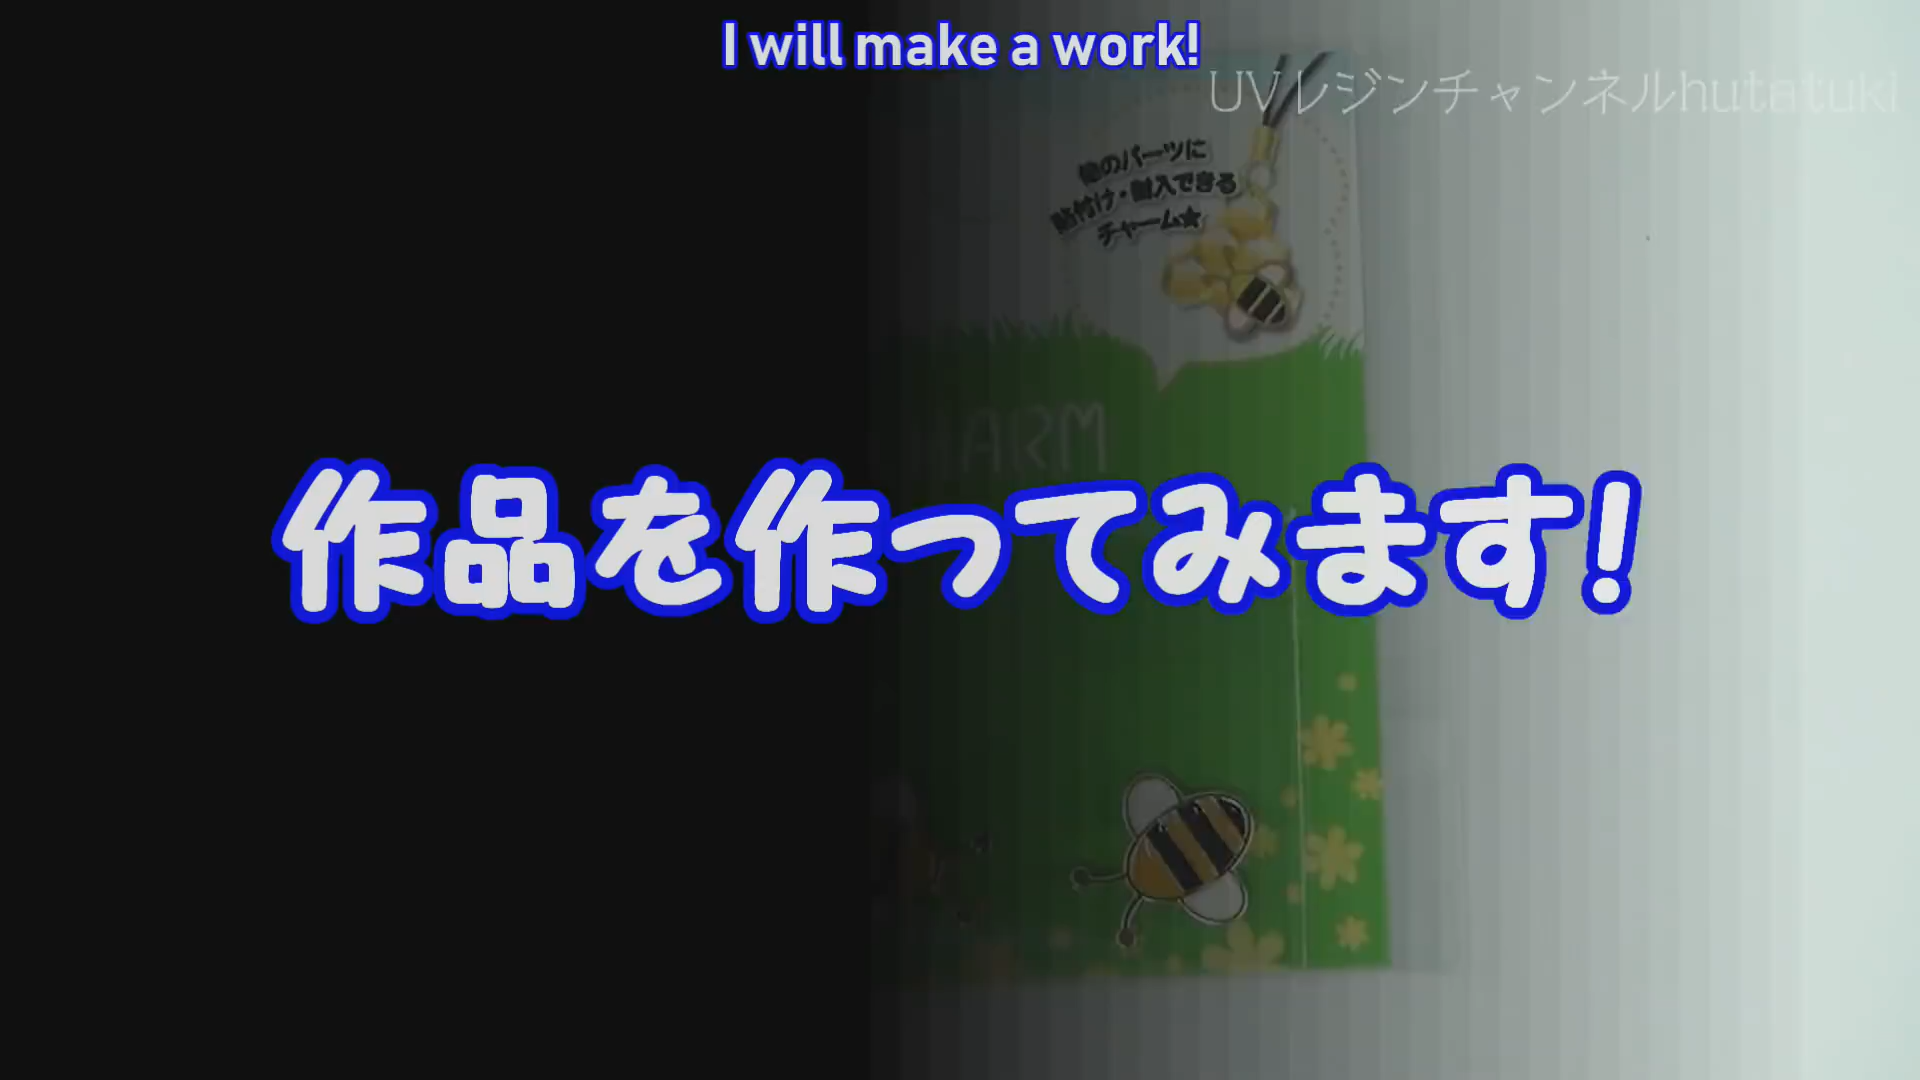 I will make a work!
UVレジンチャンネルhutatuki
他のパーツに
貼付け・封入できる
チャーム★
HARM
作品を作ってみます!